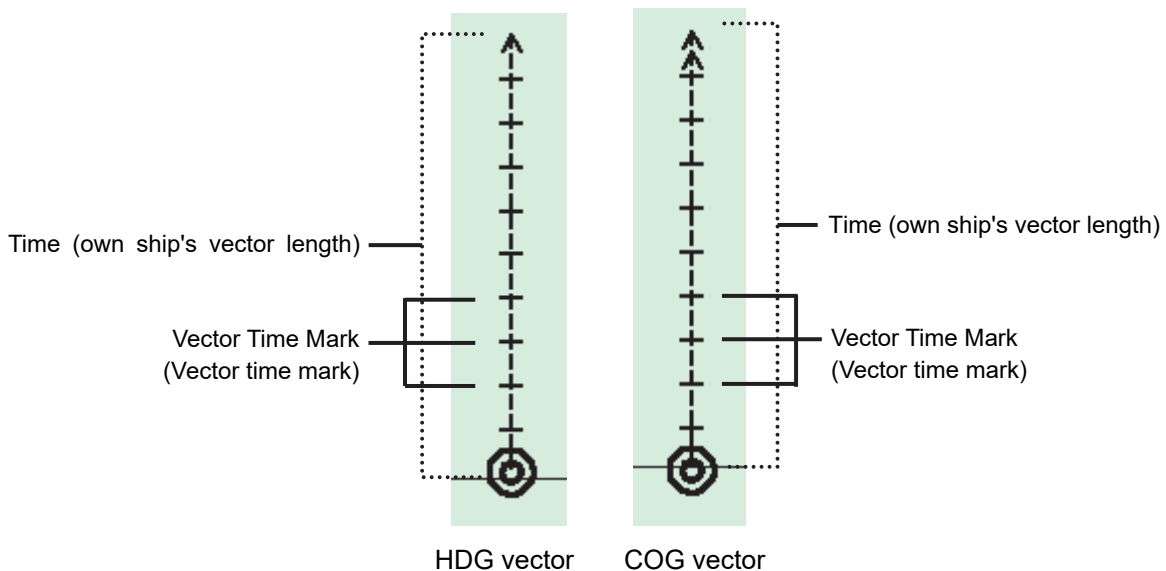 Time (own ship's vector length)
Vector Time Mark
(Vector time mark)
Time (own ship's vector length)
Vector Time Mark
(Vector time mark)
HDG vector
COG vector